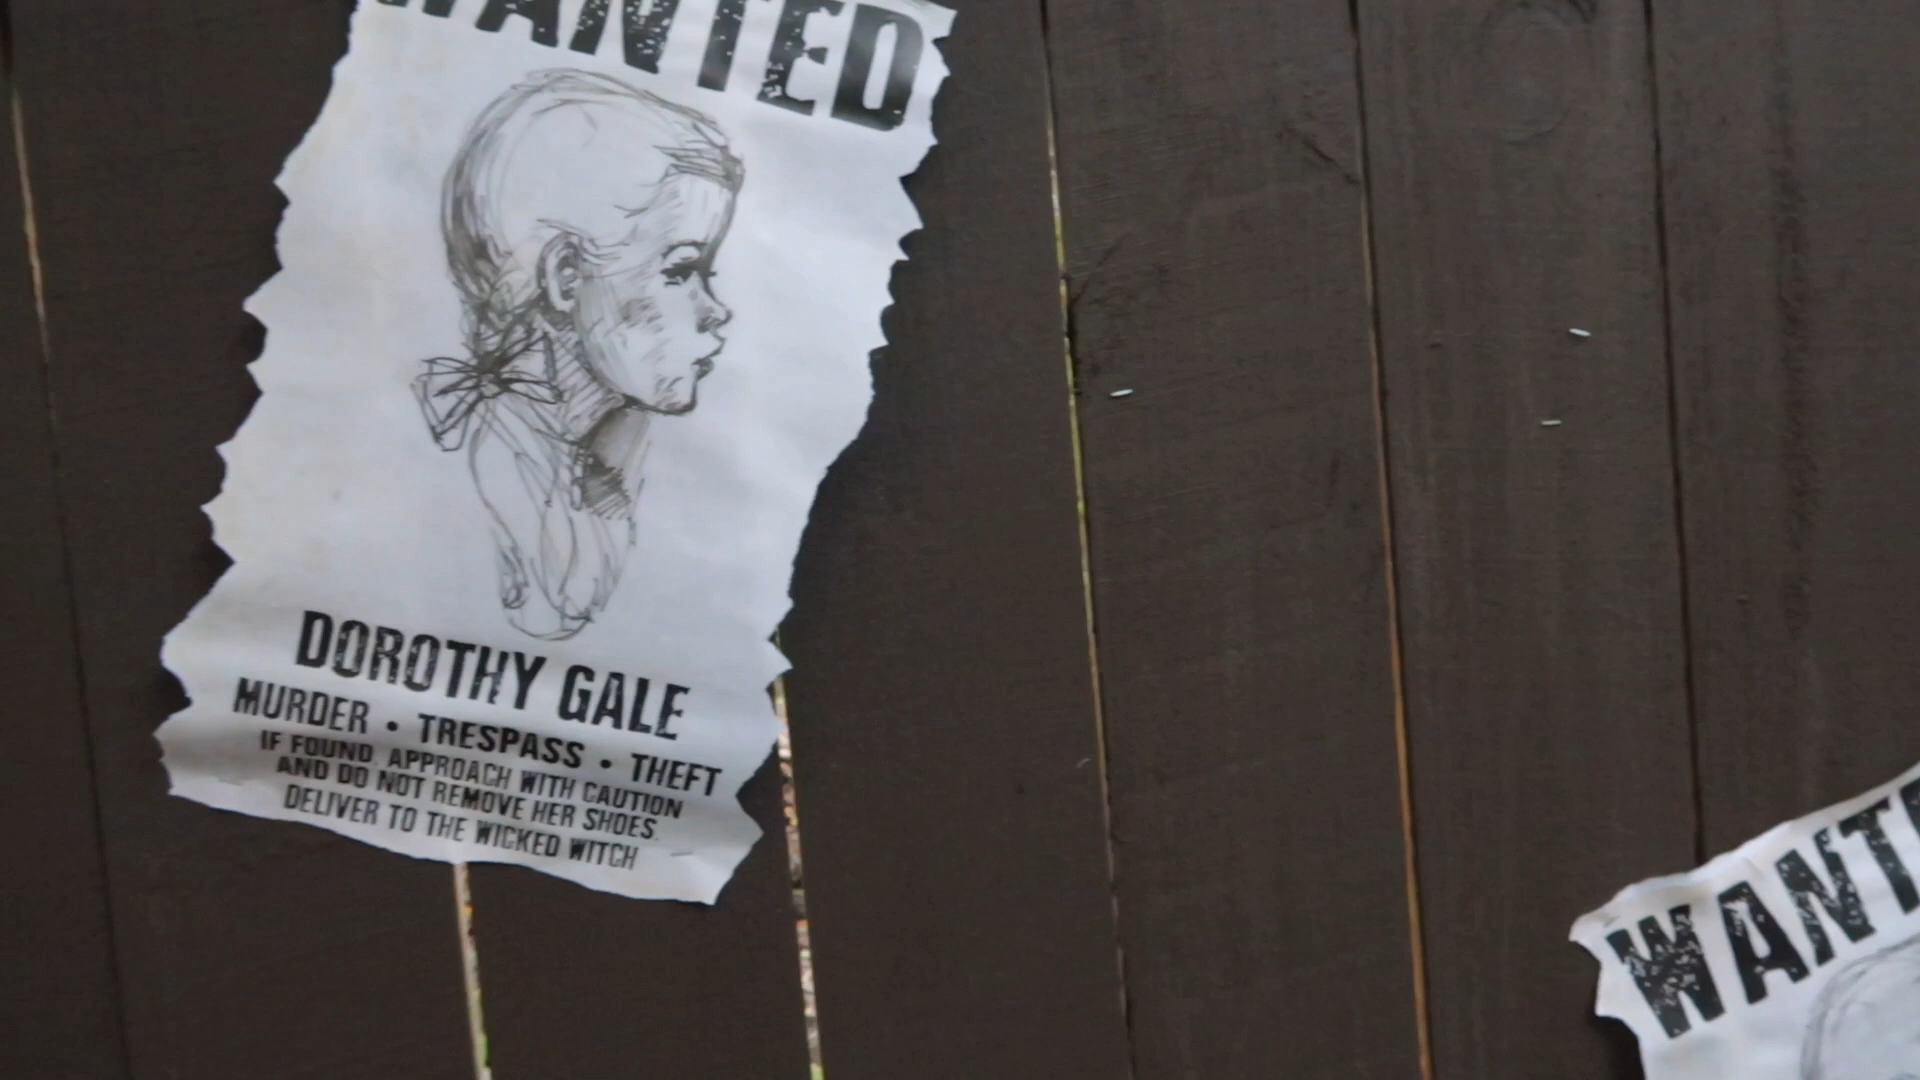 WANTED
DOROTHY GALE
MURDER • TRESPASS • THEFT
IF FOUND, APPROACH WITH CAUTION
AND DO NOT REMOVE HER SHOES.
DELIVER TO THE WICKED WITCH
WANTE